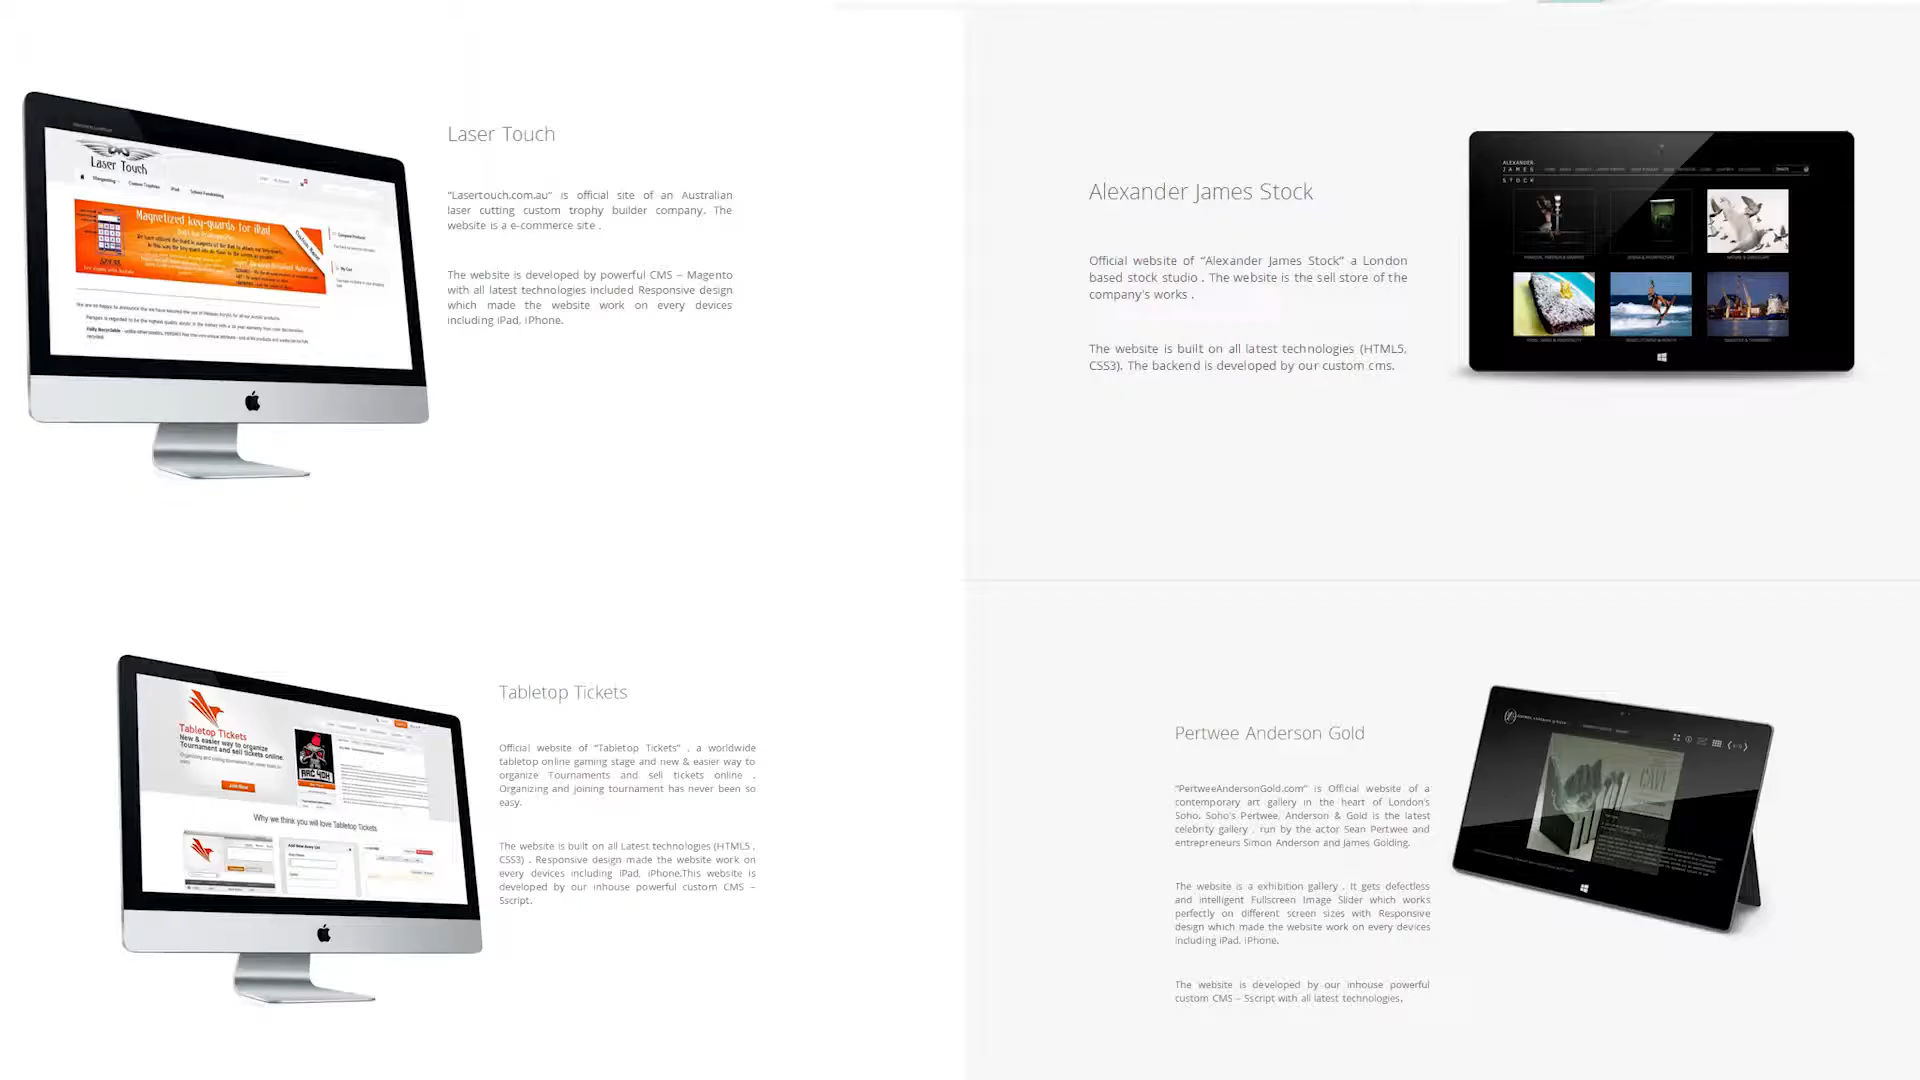 Laser Touch
“Lasertouch.com.au” is official site of an Australian
laser cutting custom trophy builder company. The
website is a e-commerce site .
The website is developed by powerful CMS – Magento
with all latest technologies included Responsive design
which made the website work on every devices
including iPad, iPhone.
Laser Touch
Magnetized key-guards for iPad
Alexander James Stock
Official website of “Alexander James Stock” a London
based stock studio . The website is the sell store of the
company's works .
The website is built on all latest technologies (HTML5,
CSS3). The backend is developed by our custom cms.
ALEXANDER
JAMES
STOCK
Tabletop Tickets
Official website of “Tabletop Tickets” , a worldwide
tabletop online gaming stage and new & easier way to
organize Tournaments and sell tickets online .
Organizing and joining tournament has never been so
easy.
The website is built on all Latest technologies (HTML5 ,
CSS3) . Responsive design made the website work on
every devices including iPad, iPhone.This website is
developed by our inhouse powerful custom CMS –
Sscript.
Tabletop Tickets
New & easier way to organize
Tournament and sell tickets online.
Join Now
Why we think you will love Tabletop Tickets
Pertwee Anderson Gold
“PertweeAndersonGold.com” is Official website of a
contemporary art gallery in the heart of London's
Soho. Soho's Pertwee, Anderson & Gold is the latest
celebrity gallery , run by the actor Sean Pertwee and
entrepreneurs Simon Anderson and James Golding.
The website is a exhibition gallery . It gets defectless
and intelligent Fullscreen Image Slider which works
perfectly on different screen sizes with Responsive
design which made the website work on every devices
including iPad, iPhone.
The website is developed by our inhouse powerful
custom CMS – Sscript with all latest technologies.